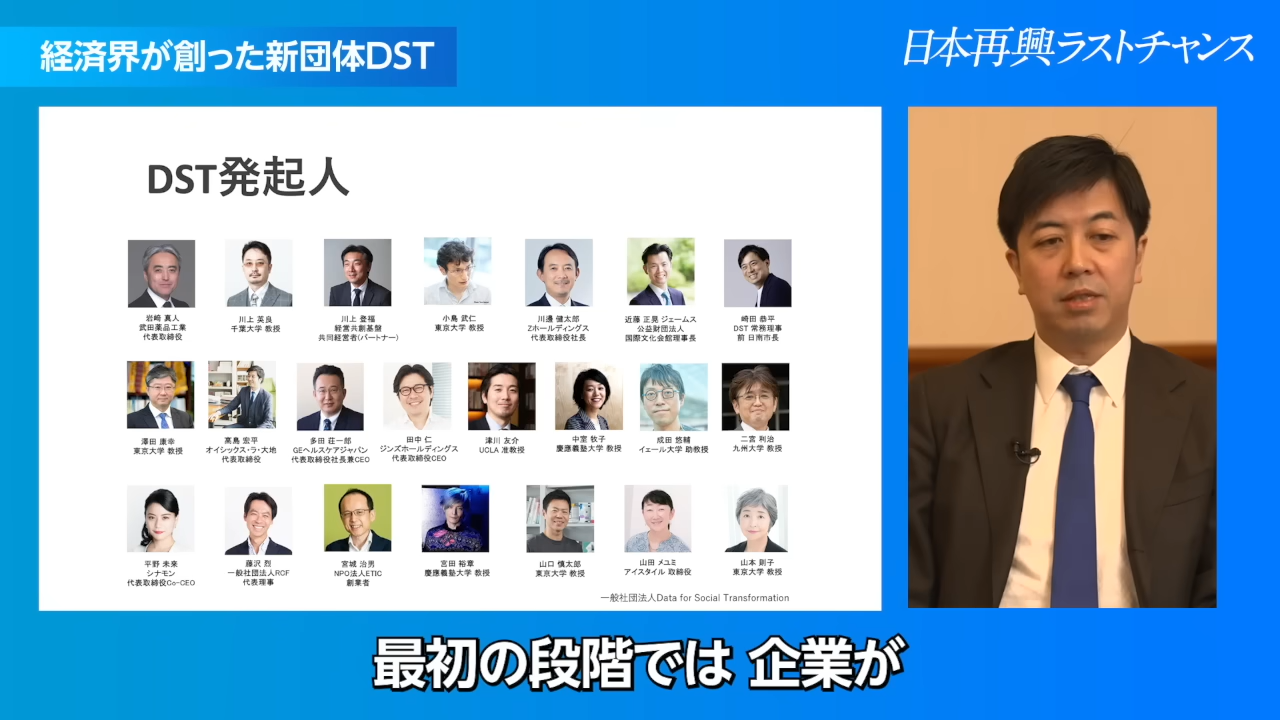 経済界が創った新団体DST
日本再興ラストチャンス
DST発起人
岩﨑 真人
武田薬品工業
代表取締役
川上 英良
千葉大学 教授
川上 登福
経営共創基盤
共同経営者(パートナー)
小島 武仁
東京大学 教授
川邊 健太郎
Zホールディングス
代表取締役社長
近藤 正晃 ジェームス
公益財団法人
国際文化会館理事長
﨑田 恭平
DST 常務理事
前 日南市長
澤田 康幸
東京大学 教授
髙島 宏平
オイシックス・ラ・大地
代表取締役
多田 荘一郎
GEヘルスケアジャパン
代表取締役社長兼CEO
田中 仁
ジンズホールディングス
代表取締役CEO
津川 友介
UCLA 准教授
中室 牧子
慶應義塾大学 教授
成田 悠輔
イェール大学 助教授
二宮 利治
九州大学 教授
平野 未来
シナモン
代表取締役Co-CEO
藤沢 烈
一般社団法人RCF
代表理事
宮城 治男
NPO法人ETIC
創業者
宮田 裕章
慶應義塾大学 教授
山口 慎太郎
東京大学 教授
山田 メユミ
アイスタイル 取締役
山本 則子
東京大学 教授
一般社団法人Data for Social Transformation
最初の段階では 企業が